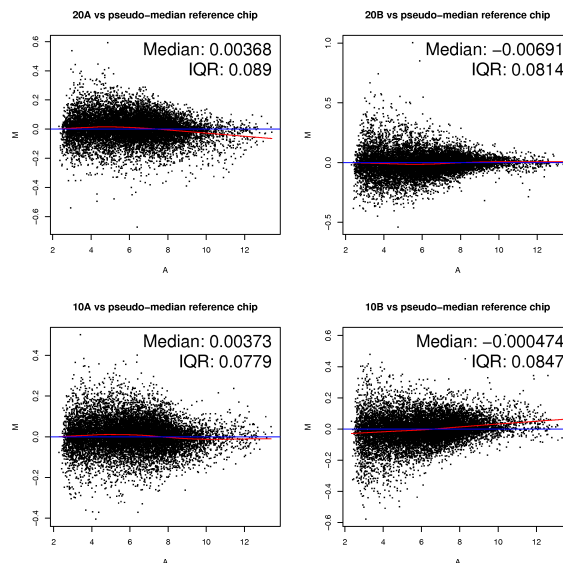 20A vs pseudo−median reference chip
Median: 0.00368
IQR: 0.089
M
0.6
0.4
0.2
0.0
−0.2
−0.4
−0.6
2 4 6 8 10 12
A
20B vs pseudo−median reference chip
Median: −0.00691
IQR: 0.0814
M
1.0
0.5
0.0
−0.5
2 4 6 8 10 12
A
10A vs pseudo−median reference chip
Median: 0.00373
IQR: 0.0779
M
0.4
0.2
0.0
−0.2
−0.4
2 4 6 8 10 12
A
10B vs pseudo−median reference chip
Median: −0.000474
IQR: 0.0847
M
0.6
0.4
0.2
0.0
−0.2
−0.4
−0.6
2 4 6 8 10 12
A